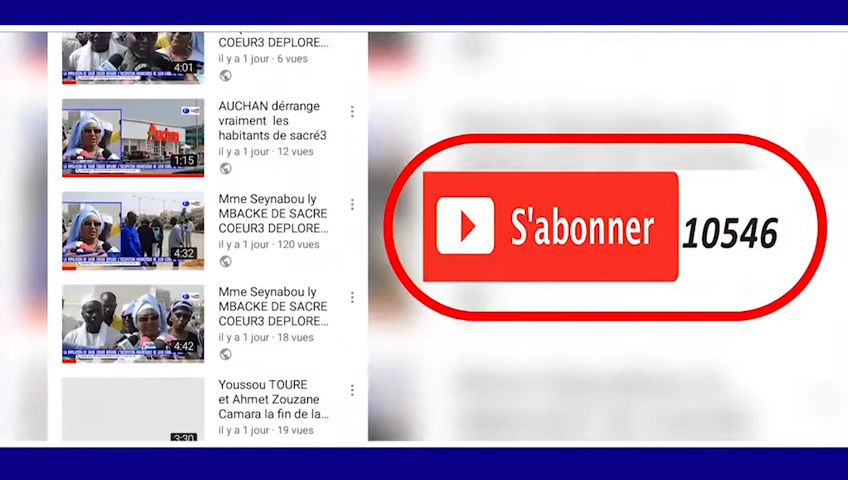 COEUR3 DEPLORE...
il y a 1 jour · 6 vues
4:01
AUCHAN dérrange
vraiment les
habitants de sacré3
il y a 1 jour · 12 vues
Auchan
1:15
Mme Seynabou ly
MBACKE DE SACRE
COEUR3 DEPLORE...
il y a 1 jour · 120 vues
4:32
Mme Seynabou ly
MBACKE DE SACRE
COEUR3 DEPLORE...
il y a 1 jour · 18 vues
4:42
Youssou TOURE
et Ahmet Zouzane
Camara la fin de la...
il y a 1 jour · 19 vues
3:30
S'abonner
10546